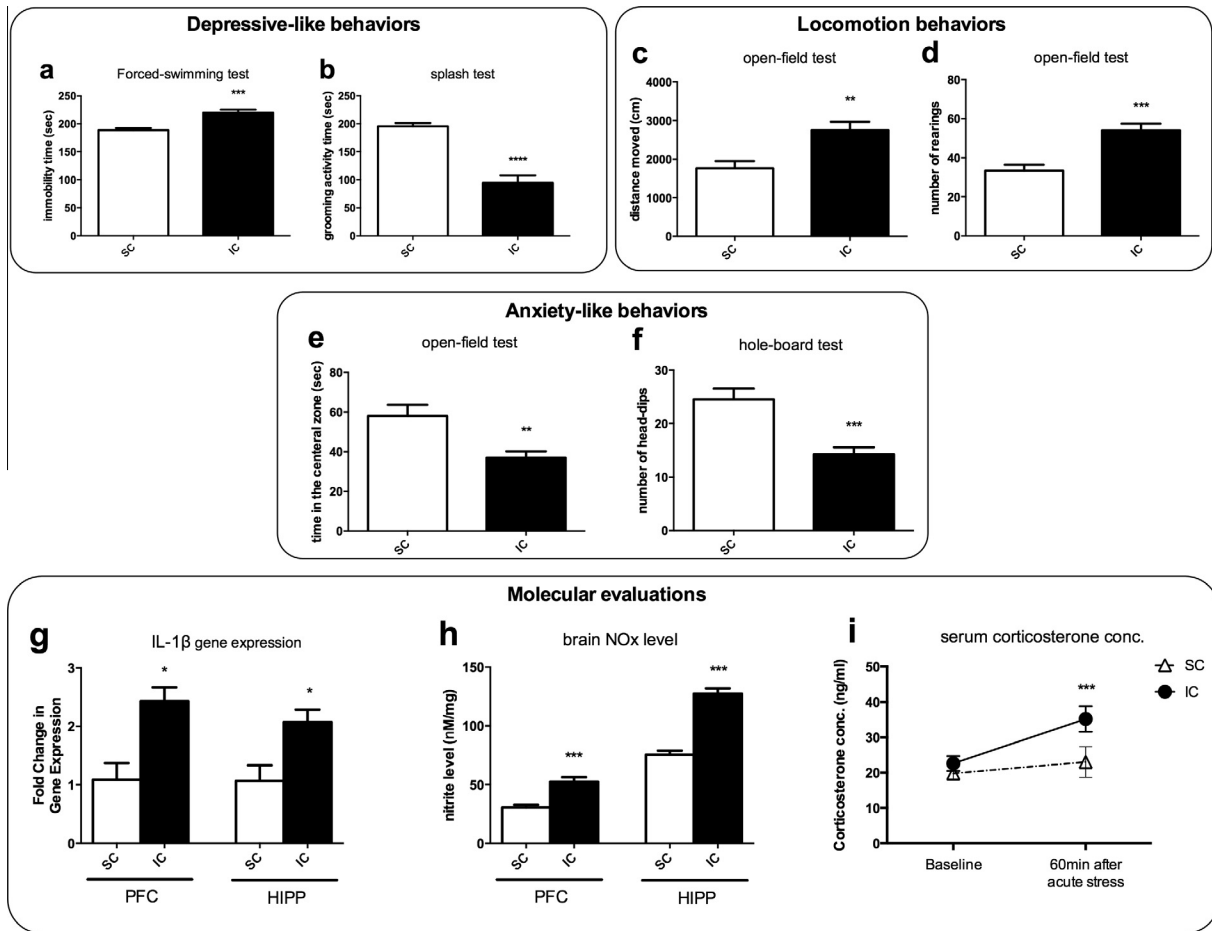 Depressive-like behaviors
a
Forced-swimming test
immobility time (sec)
250
200
150
100
50
0
SC
IC
***
b
splash test
grooming activity time (sec)
250
200
150
100
50
0
SC
IC
****
Locomotion behaviors
c
open-field test
distance moved (cm)
4000
3000
2000
1000
0
SC
IC
**
d
open-field test
number of rearings
80
60
40
20
0
SC
IC
***
Anxiety-like behaviors
e
open-field test
time in the centeral zone (sec)
80
60
40
20
0
SC
IC
**
f
hole-board test
number of head-dips
30
20
10
0
SC
IC
***
Molecular evaluations
g
IL-1β gene expression
Fold Change in
Gene Expression
3
2
1
0
SC
IC
SC
IC
*
*
PFC
HIPP
h
brain NOx level
nitrite level (nM/mg)
150
100
50
0
SC
IC
SC
IC
***
***
PFC
HIPP
i
serum corticosterone conc.
Corticosterone conc. (ng/ml)
50
40
30
20
10
0
***
SC
IC
Baseline
60min after
acute stress